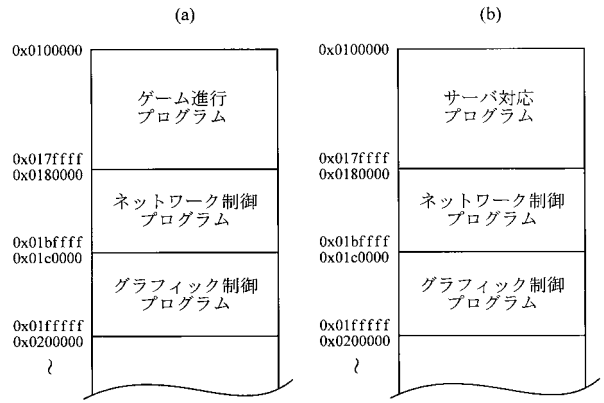 (a)
0x0100000
ゲーム進行
プログラム
0x017ffff
0x0180000
ネットワーク制御
プログラム
0x01bffff
0x01c0000
グラフィック制御
プログラム
0x01fffff
0x0200000
~
(b)
0x0100000
サーバ対応
プログラム
0x017ffff
0x0180000
ネットワーク制御
プログラム
0x01bffff
0x01c0000
グラフィック制御
プログラム
0x01fffff
0x0200000
~